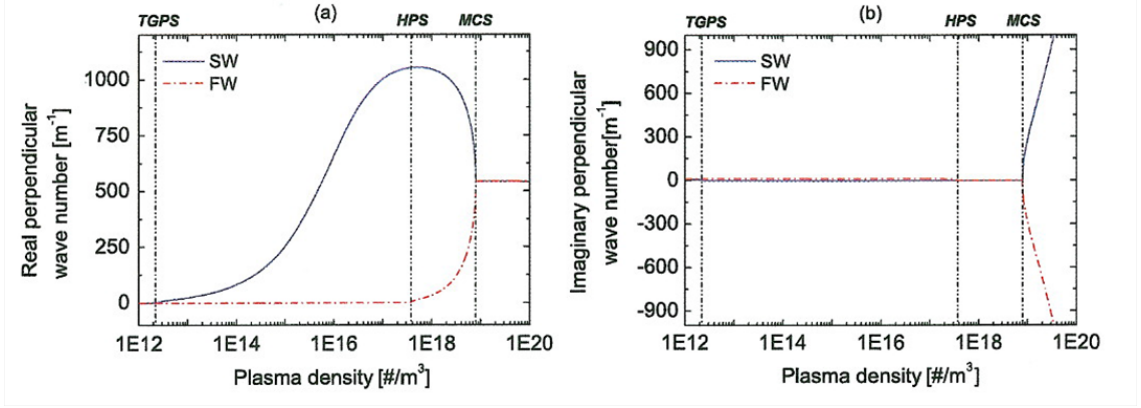 (a)
TGPS HPS MCS
SW
FW
Real perpendicular
wave number [m⁻¹]
1000
750
500
250
0
1E12 1E14 1E16 1E18 1E20
Plasma density [#/m³]
(b)
TGPS HPS MCS
SW
FW
Imaginary perpendicular
wave number[m⁻¹]
900
600
300
0
-300
-600
-900
1E12 1E14 1E16 1E18 1E20
Plasma density [#/m³]